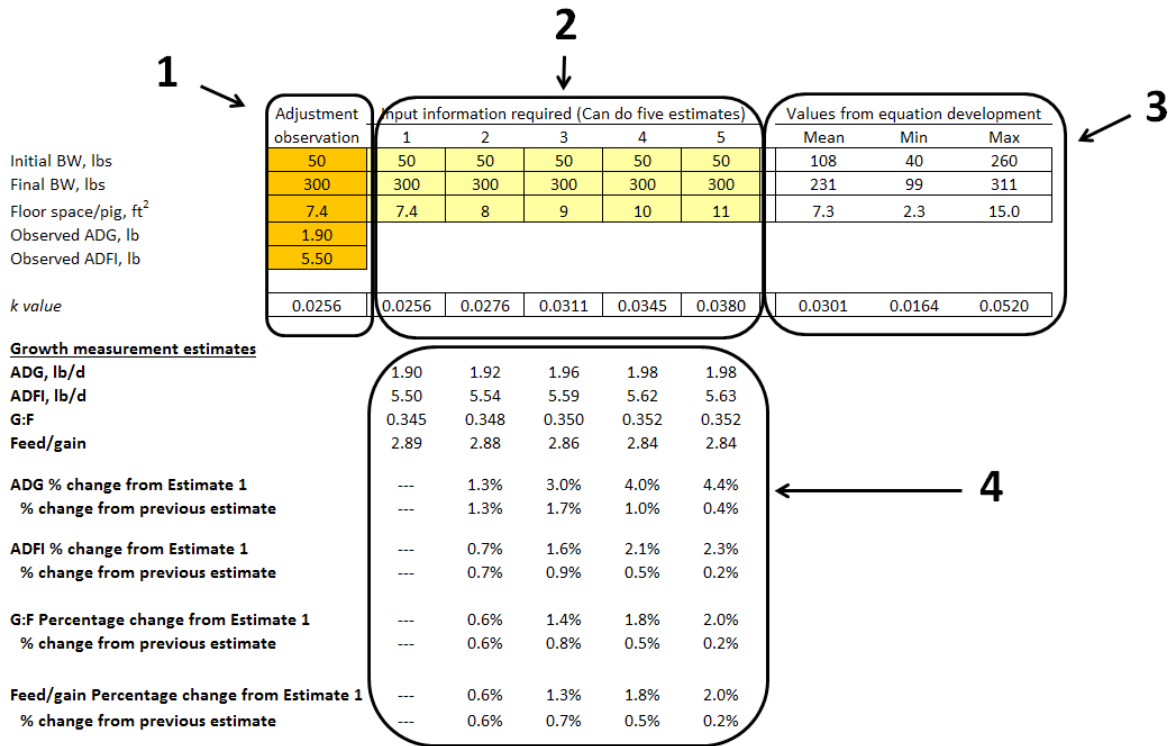 2
1
3
Adjustment Input information required (Can do five estimates) Values from equation development
observation 1 2 3 4 5 Mean Min Max
Initial BW, lbs 50 50 50 50 50 50 108 40 260
Final BW, lbs 300 300 300 300 300 300 231 99 311
Floor space/pig, ft² 7.4 7.4 8 9 10 11 7.3 2.3 15.0
Observed ADG, lb 1.90
Observed ADFI, lb 5.50
k value 0.0256 0.0256 0.0276 0.0311 0.0345 0.0380 0.0301 0.0164 0.0520
Growth measurement estimates
ADG, lb/d 1.90 1.92 1.96 1.98 1.98
ADFI, lb/d 5.50 5.54 5.59 5.62 5.63
G:F 0.345 0.348 0.350 0.352 0.352
Feed/gain 2.89 2.88 2.86 2.84 2.84
ADG % change from Estimate 1 --- 1.3% 3.0% 4.0% 4.4%
4
% change from previous estimate --- 1.3% 1.7% 1.0% 0.4%
ADFI % change from Estimate 1 --- 0.7% 1.6% 2.1% 2.3%
% change from previous estimate --- 0.7% 0.9% 0.5% 0.2%
G:F Percentage change from Estimate 1 --- 0.6% 1.4% 1.8% 2.0%
% change from previous estimate --- 0.6% 0.8% 0.5% 0.2%
Feed/gain Percentage change from Estimate 1 --- 0.6% 1.3% 1.8% 2.0%
% change from previous estimate --- 0.6% 0.7% 0.5% 0.2%